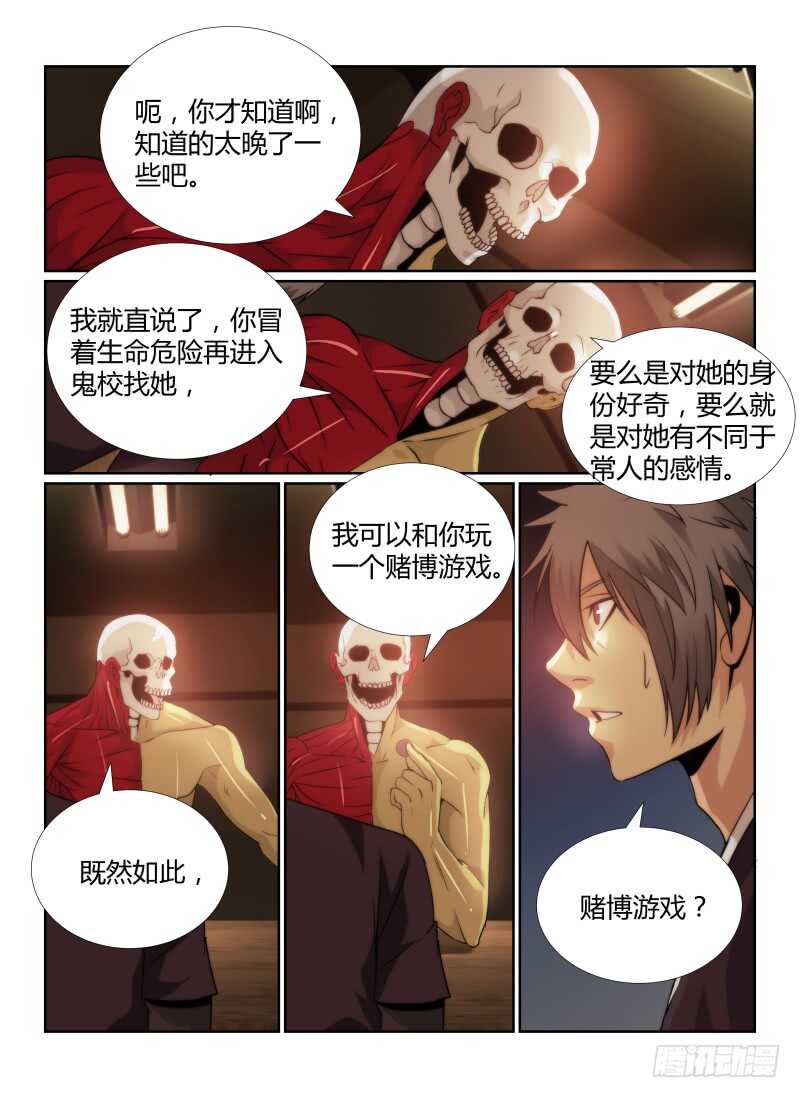 呃，你才知道啊，
知道的太晚了一
些吧。
我就直说了，你冒
着生命危险再进入
鬼校找她，
要么是对她的身
份好奇，要么就
是对她有不同于
常人的感情。
既然如此，
我可以和你玩
一个赌博游戏。
赌博游戏？
腾讯动漫